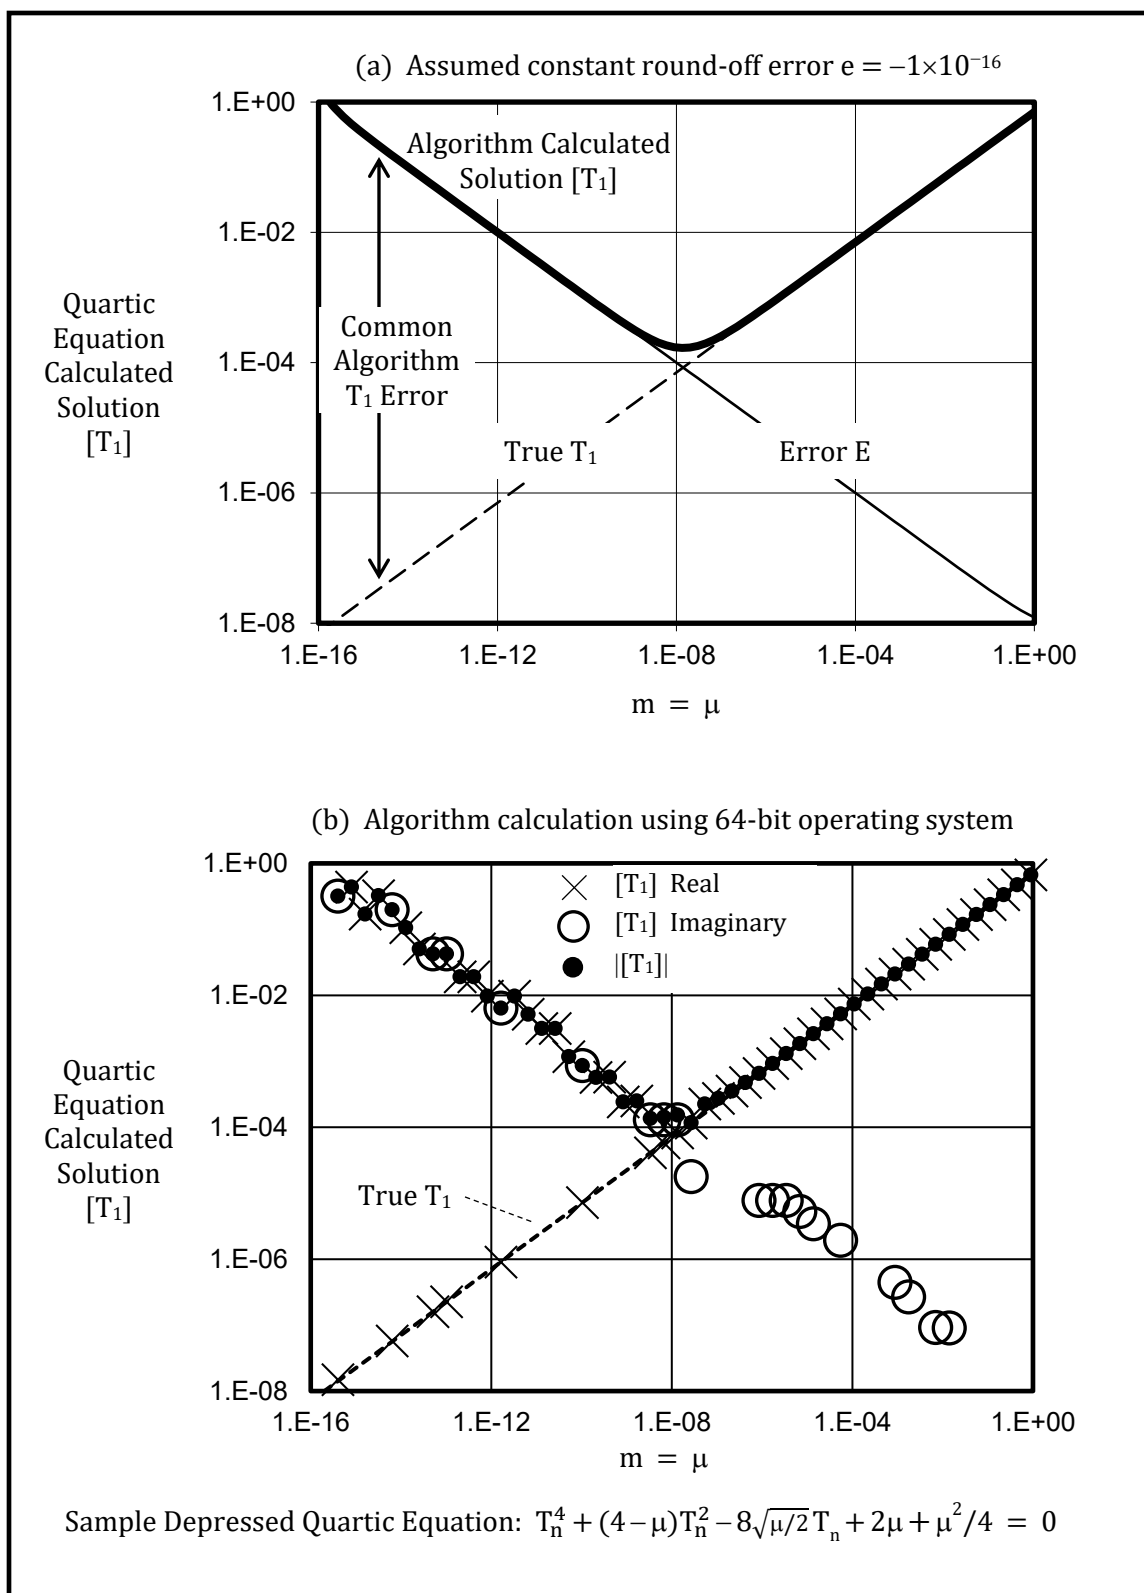 (a) Assumed constant round-off error e = −1×10⁻¹⁶
1.E+00
1.E-02
1.E-04
1.E-06
1.E-08
Quartic
Equation
Calculated
Solution
[T₁]
Algorithm Calculated
Solution [T₁]
Common
Algorithm
T₁ Error
True T₁
Error E
1.E-16
1.E-12
1.E-08
1.E-04
1.E+00
m = μ
(b) Algorithm calculation using 64-bit operating system
1.E+00
1.E-02
1.E-04
1.E-06
1.E-08
[T₁] Real
[T₁] Imaginary
|[T₁]|
Quartic
Equation
Calculated
Solution
[T₁]
True T₁
1.E-16
1.E-12
1.E-08
1.E-04
1.E+00
m = μ
Sample Depressed Quartic Equation: Tₙ⁴ + (4−μ)Tₙ² − 8√(μ/2) Tₙ + 2μ + μ²/4 = 0